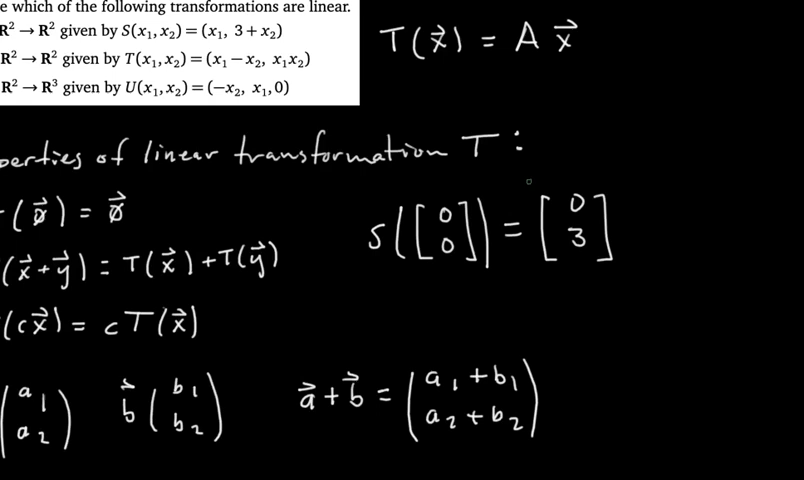 e which of the following transformations are linear.
R² → R² given by S(x₁, x₂) = (x₁, 3 + x₂)
R² → R² given by T(x₁, x₂) = (x₁ − x₂, x₁x₂)
R² → R³ given by U(x₁, x₂) = (−x₂, x₁, 0)
T(x⃗) = A x⃗
perties of linear transformation T :
(0⃗) = 0⃗
S([0 0]) = [0 3]
(x⃗+y⃗) = T(x⃗)+T(y⃗)
(cx⃗) = cT(x⃗)
(a₁ a₂) b⃗ (b₁ b₂) a⃗+b⃗ = (a₁+b₁ a₂+b₂)